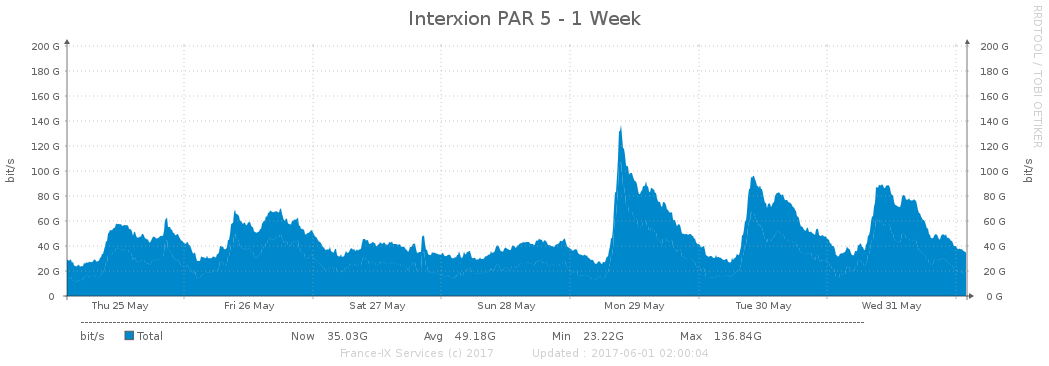 Interxion PAR 5 - 1 Week
RRDTOOL / TOBI OETIKER
bit/s
bit/s
200 G 200 G
180 G 180 G
160 G 160 G
140 G 140 G
120 G 120 G
100 G 100 G
80 G 80 G
60 G 60 G
40 G 40 G
20 G 20 G
0 0 G
Thu 25 May Fri 26 May Sat 27 May Sun 28 May Mon 29 May Tue 30 May Wed 31 May
bit/s Total Now 35.03G Avg 49.18G Min 23.22G Max 136.84G
France-IX Services (c) 2017 Updated : 2017-06-01 02:00:04